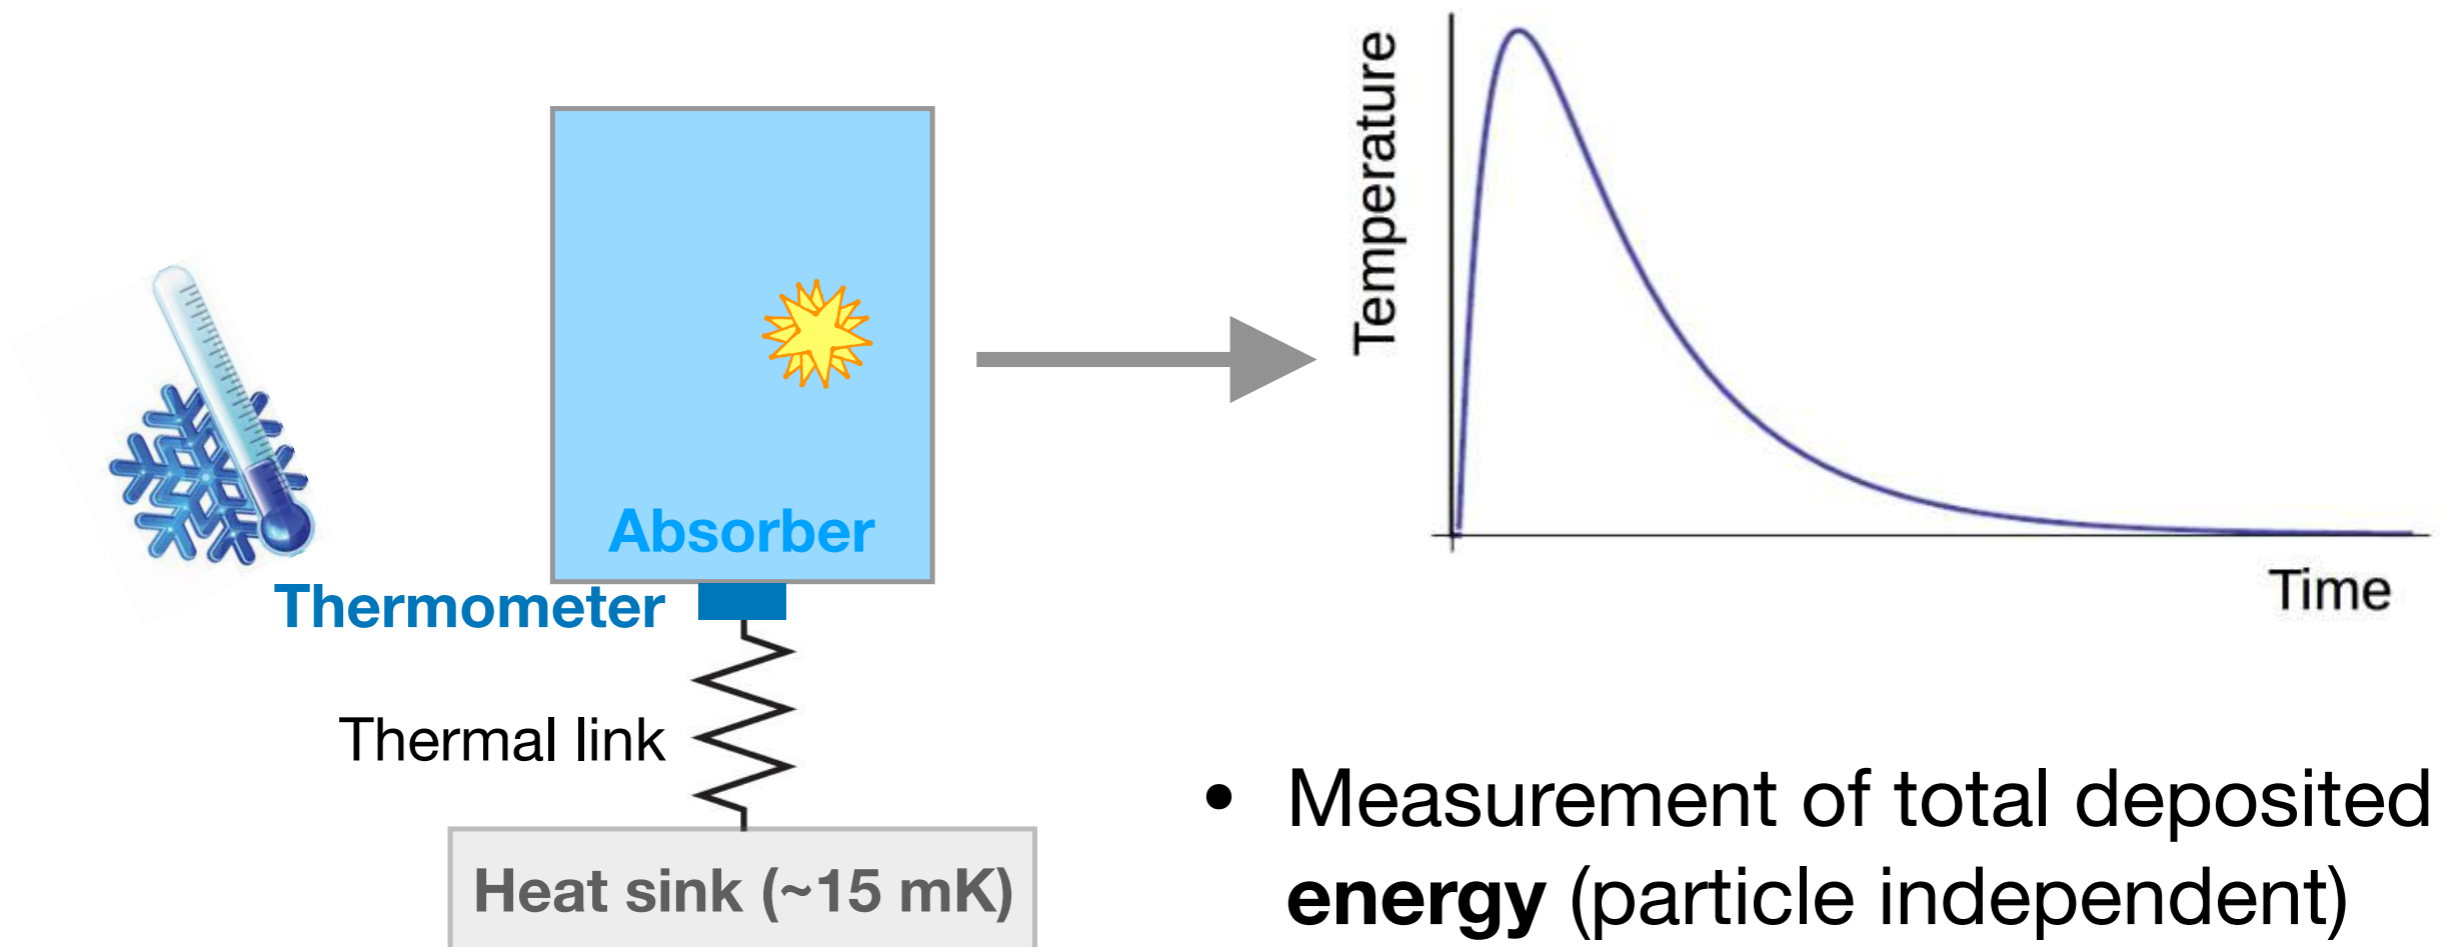 Temperature
Time
Absorber
Thermometer
Thermal link
Heat sink (~15 mK)
• Measurement of total deposited
energy (particle independent)